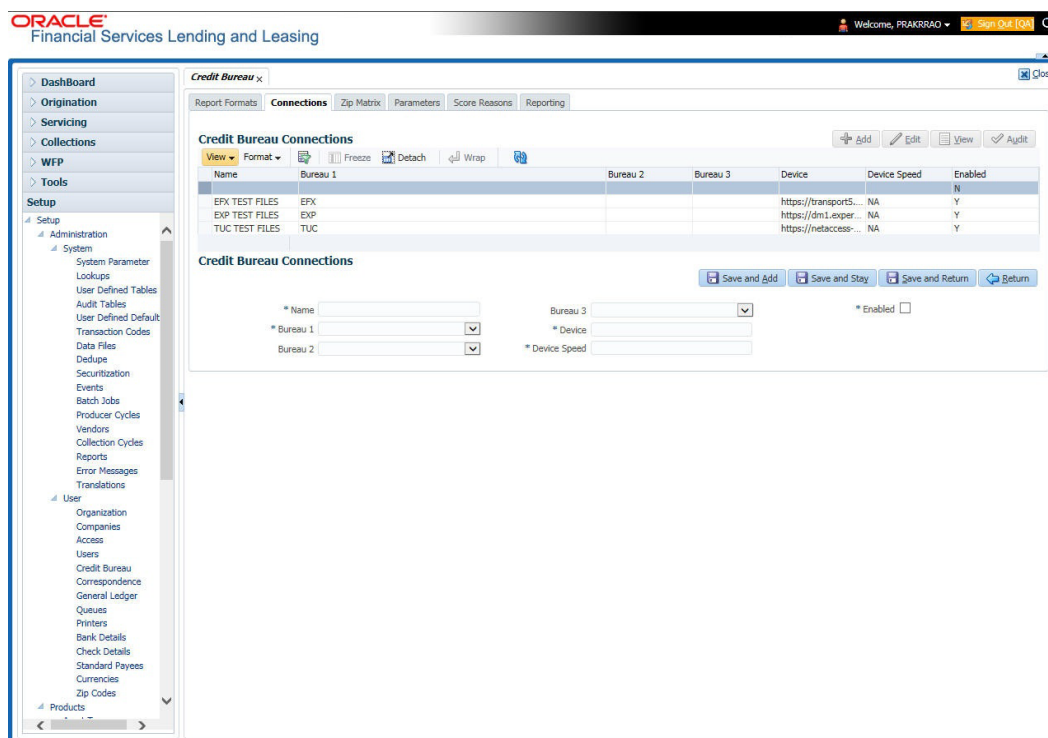 ORACLE
Financial Services Lending and Leasing
Welcome, PRAKRRAO
Sign Out [QA]
DashBoard
Origination
Servicing
Collections
WFP
Tools
Setup
Setup
Administration
System
System Parameter
Lookups
User Defined Tables
Audit Tables
User Defined Default
Transaction Codes
Data Files
Dedupe
Securitization
Events
Batch Jobs
Producer Cycles
Vendors
Collection Cycles
Reports
Error Messages
Translations
User
Organization
Companies
Access
Users
Credit Bureau
Correspondence
General Ledger
Queues
Printers
Bank Details
Check Details
Standard Payees
Currencies
Zip Codes
Products
Credit Bureau x
Clos
Report Formats Connections Zip Matrix Parameters Score Reasons Reporting
Credit Bureau Connections
Add Edit View Audit
View Format Freeze Detach Wrap
Name Bureau 1 Bureau 2 Bureau 3 Device Device Speed Enabled
N
EFX TEST FILES EFX https://transport5.... NA Y
EXP TEST FILES EXP https://dm1.exper... NA Y
TUC TEST FILES TUC https://netaccess-... NA Y
Credit Bureau Connections
Save and Add Save and Stay Save and Return Return
* Name Bureau 3 * Enabled
* Bureau 1 * Device
Bureau 2 * Device Speed